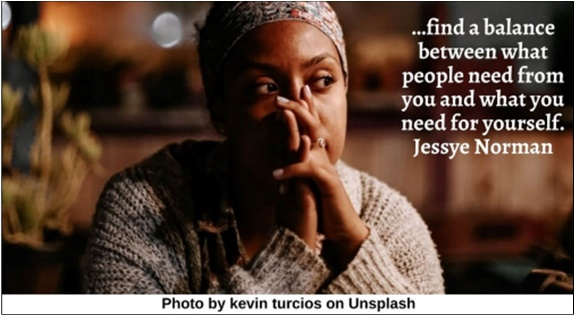 ...find a balance
between what
people need from
you and what you
need for yourself.
Jessye Norman
Photo by kevin turcios on Unsplash